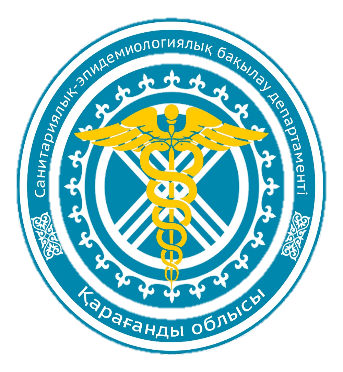 Санитариялық-эпидемиологиялық бақылау департаменті
Қарағанды облысы